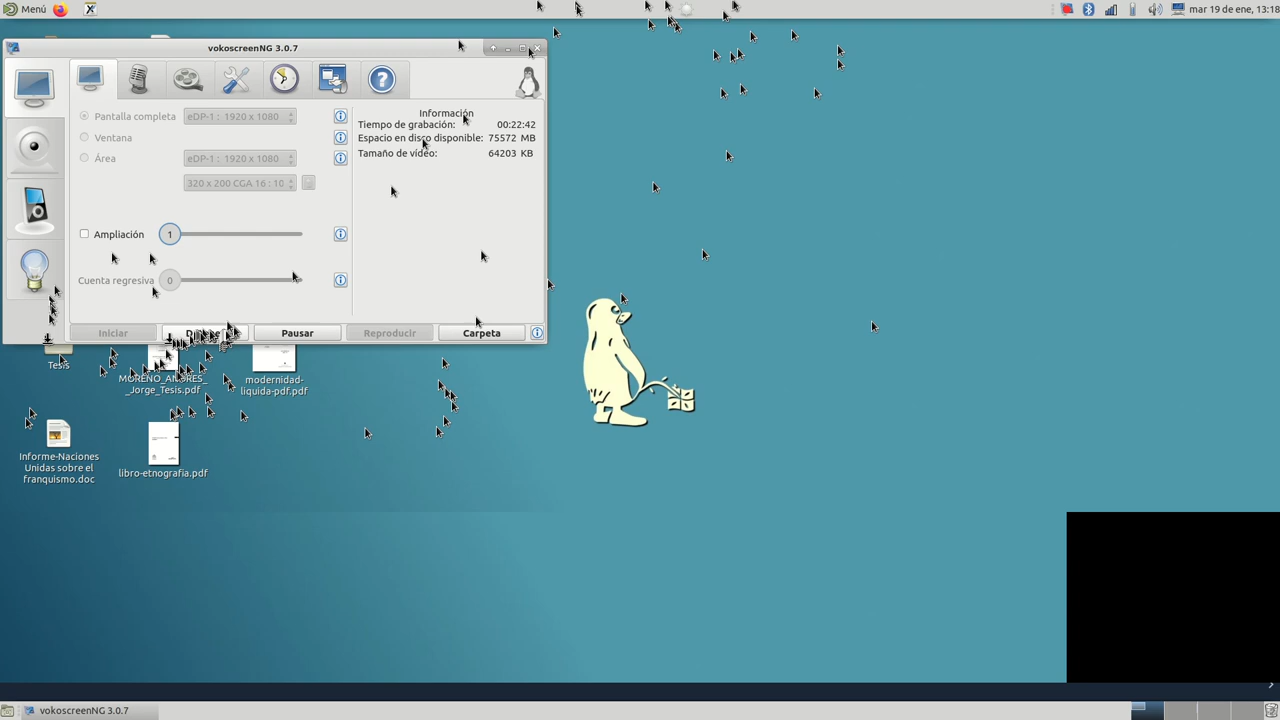 Menú
mar 19 de ene, 13:18
vokoscreenNG 3.0.7
Pantalla completa
eDP-1 : 1920 x 1080
Ventana
Área
eDP-1 : 1920 x 1080
320 x 200 CGA 16 : 10
Ampliación
1
Cuenta regresiva
0
Información
Tiempo de grabación: 00:22:42
Espacio en disco disponible: 75572 MB
Tamaño de vídeo: 64203 KB
Iniciar
Pausar
Reproducir
Carpeta
Tesis
MORENO_ANDRES_
_Jorge_Tesis.pdf
modernidad-
liquida-pdf.pdf
Informe-Naciones
Unidas sobre el
franquismo.doc
libro-etnografia.pdf
vokoscreenNG 3.0.7